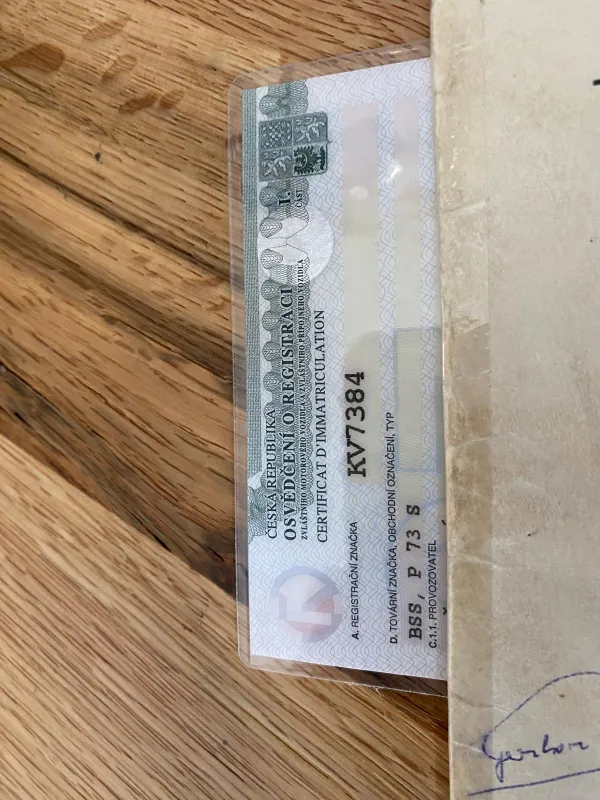 ČESKÁ REPUBLIKA
OSVĚDČENÍ O REGISTRACI I.
ČÁST
ZVLÁŠTNÍHO MOTOROVÉHO VOZIDLA A ZVLÁŠTNÍHO PŘÍPOJNÉHO VOZIDLA
CERTIFICAT D'IMMATRICULATION
A. REGISTRAČNÍ ZNAČKA
KV7384
D. TOVÁRNÍ ZNAČKA, OBCHODNÍ OZNAČENÍ, TYP
BSS, P 73 S
C.1.1. PROVOZOVATEL